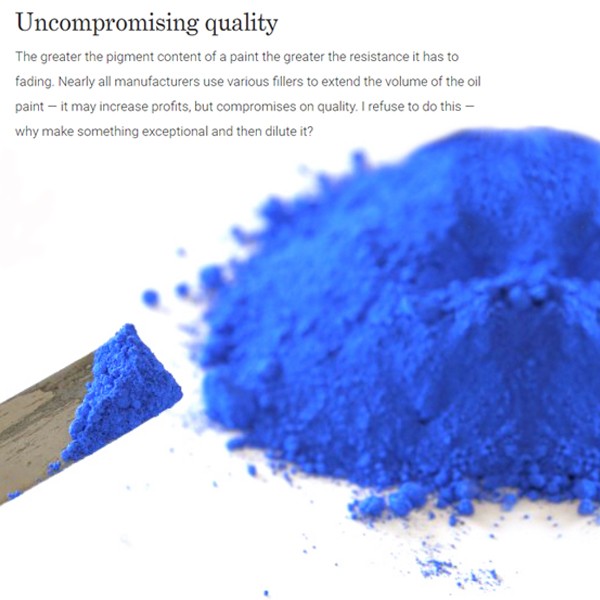 Uncompromising quality
The greater the pigment content of a paint the greater the resistance it has to
fading. Nearly all manufacturers use various fillers to extend the volume of the oil
paint — it may increase profits, but compromises on quality. I refuse to do this —
why make something exceptional and then dilute it?